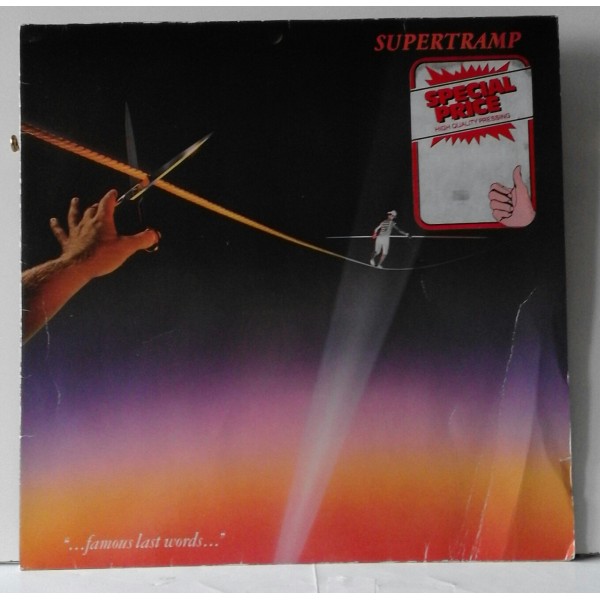 SUPERTRAMP
SPECIAL
PRICE
HIGH QUALITY PRESSING
"...famous last words..."